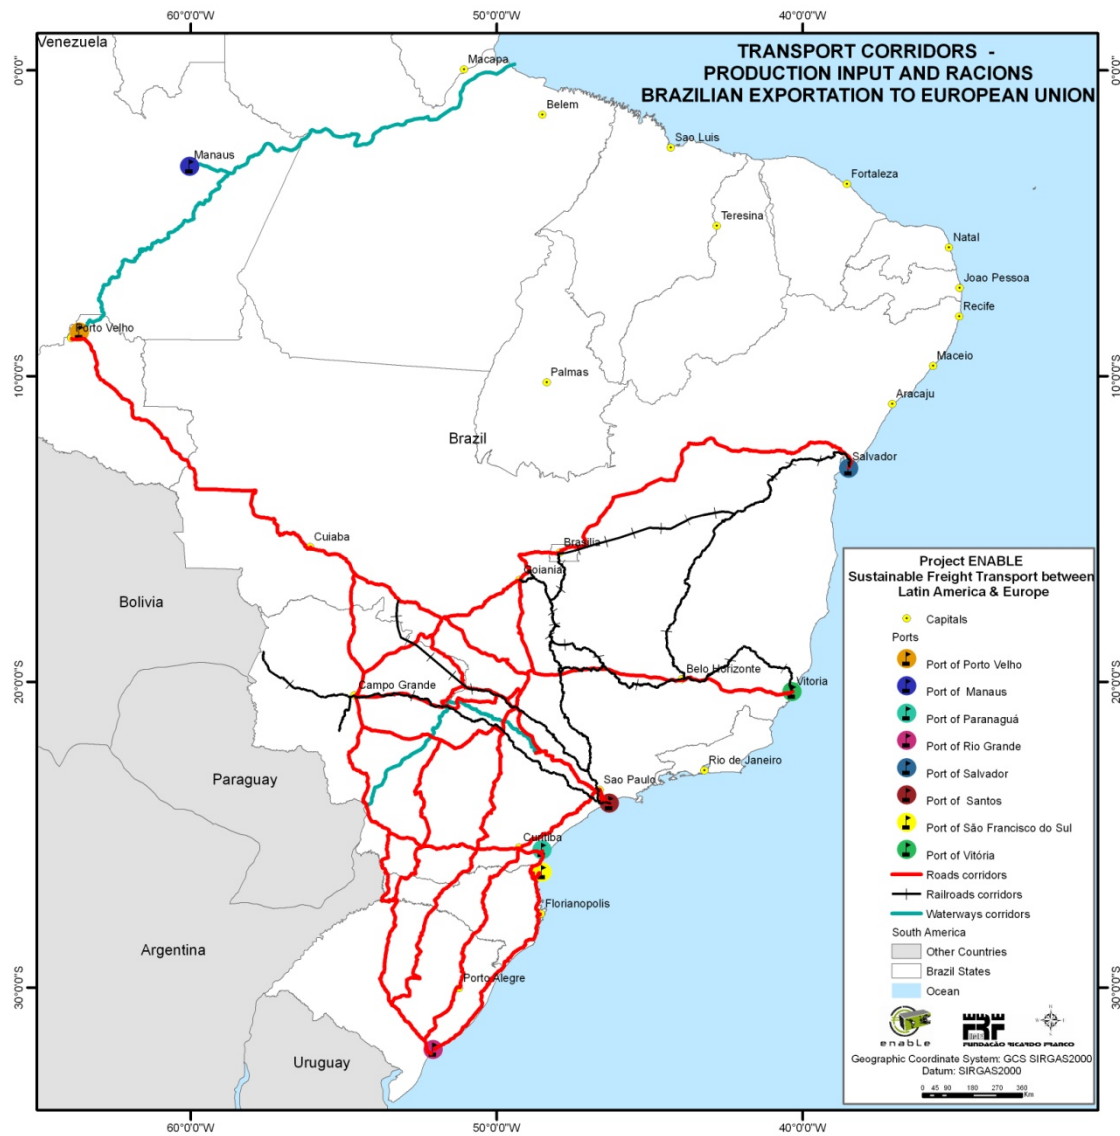 60°0'0"W
50°0'0"W
40°0'0"W
Venezuela
TRANSPORT CORRIDORS -
PRODUCTION INPUT AND RACIONS
BRAZILIAN EXPORTATION TO EUROPEAN UNION
0°0'0"
0°0'0"
Macapa
Belem
Sao Luis
Manaus
Fortaleza
Teresina
Natal
Joao Pessoa
Recife
Porto Velho
Maceio
Palmas
10°0'0"S
10°0'0"S
Aracaju
Brazil
Salvador
Cuiaba
Brasilia
Goiania
Bolivia
Belo Horizonte
Vitoria
20°0'0"S
20°0'0"S
Campo Grande
Rio de Janeiro
Paraguay
Sao Paulo
Curitiba
Florianopolis
Argentina
Porto Alegre
30°0'0"S
30°0'0"S
Uruguay
Project ENABLE
Sustainable Freight Transport between
Latin America & Europe
Capitals
Ports
Port of Porto Velho
Port of Manaus
Port of Paranaguá
Port of Rio Grande
Port of Salvador
Port of Santos
Port of São Francisco do Sul
Port of Vitória
Roads corridors
Railroads corridors
Waterways corridors
South America
Other Countries
Brazil States
Ocean
enable
FRF
FUNDAÇÃO RICARDO FRANCO
Geographic Coordinate System: GCS SIRGAS2000
Datum: SIRGAS2000
0 45 90 180 270 360
Km
60°0'0"W
50°0'0"W
40°0'0"W